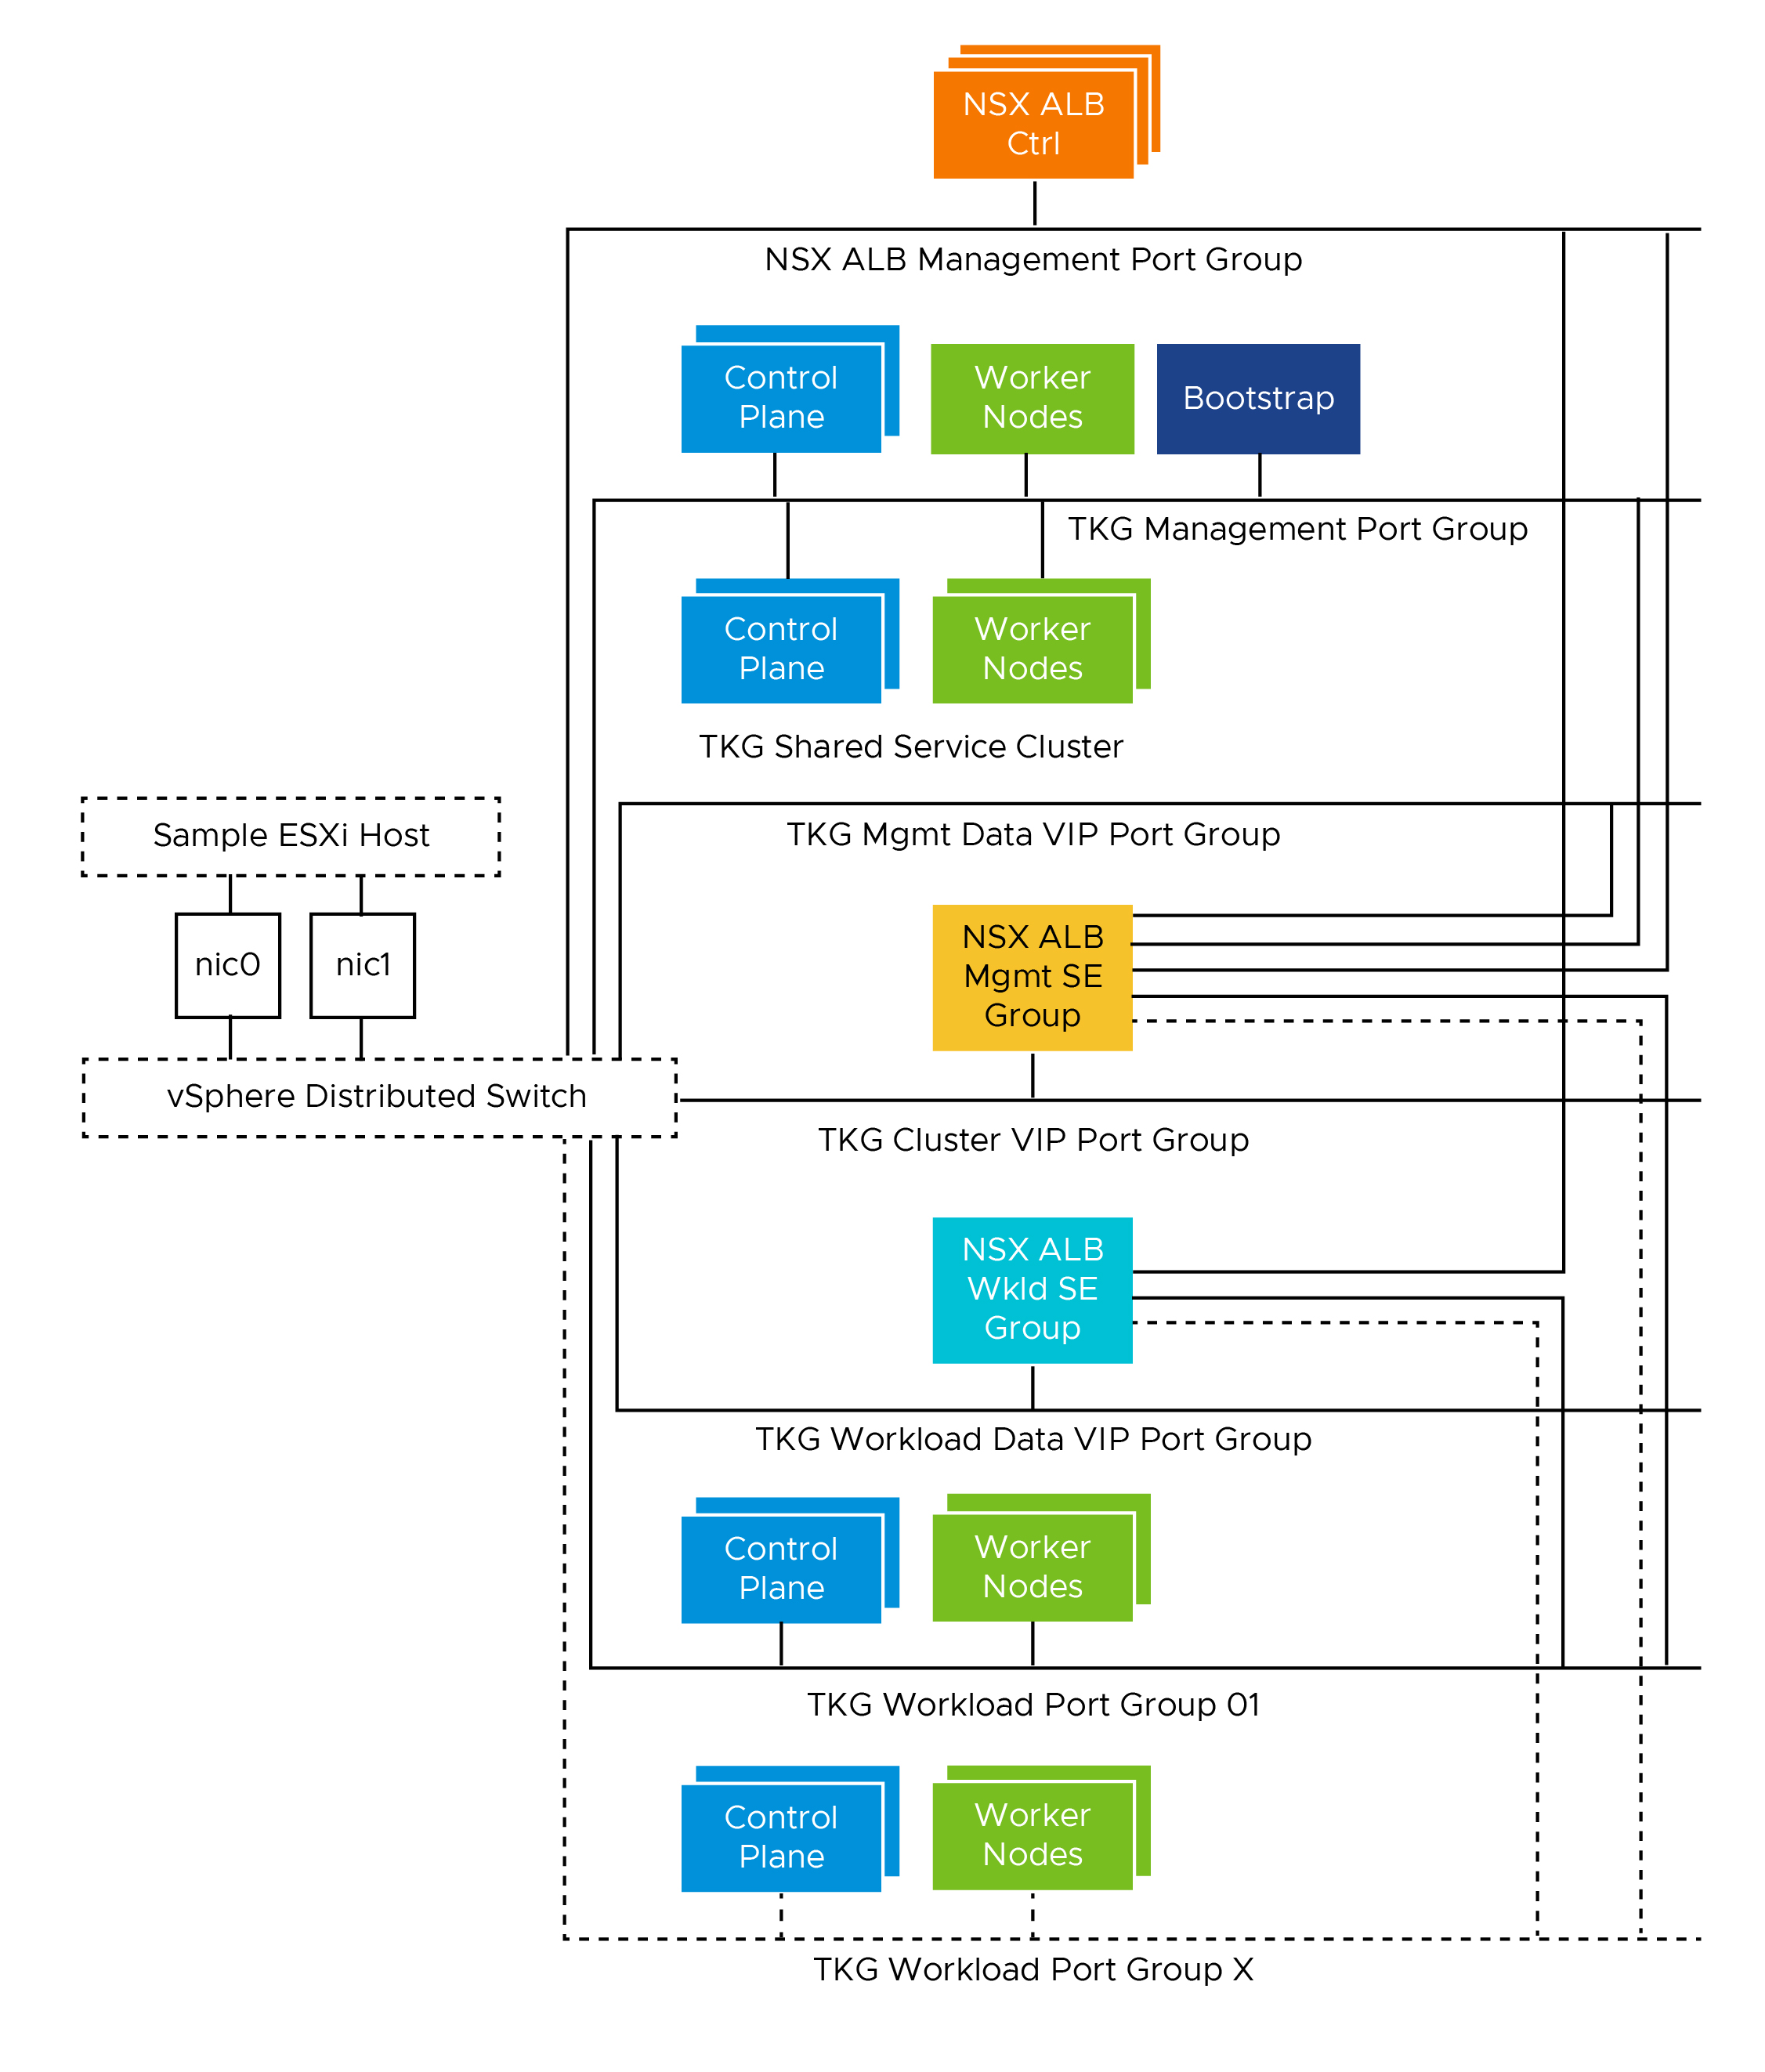 NSX ALB
Ctrl
NSX ALB Management Port Group
Control
Plane
Worker
Nodes
Bootstrap
TKG Management Port Group
Control
Plane
Worker
Nodes
TKG Shared Service Cluster
Sample ESXi Host
nic0
nic1
vSphere Distributed Switch
TKG Mgmt Data VIP Port Group
NSX ALB
Mgmt SE
Group
TKG Cluster VIP Port Group
NSX ALB
Wkld SE
Group
TKG Workload Data VIP Port Group
Control
Plane
Worker
Nodes
TKG Workload Port Group 01
Control
Plane
Worker
Nodes
TKG Workload Port Group X